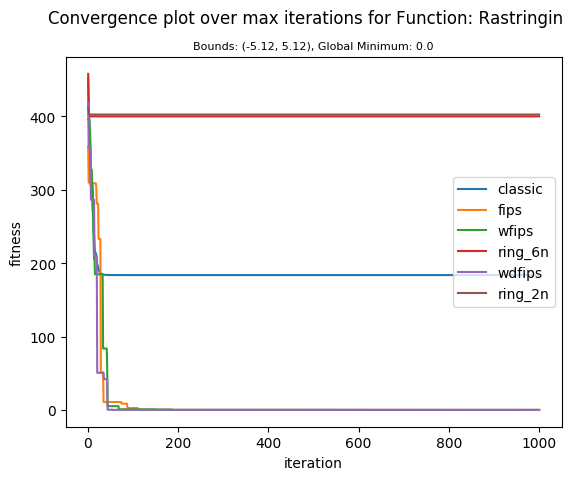 Convergence plot over max iterations for Function: Rastringin
Bounds: (-5.12, 5.12), Global Minimum: 0.0
fitness
400
300
200
100
0
0 200 400 600 800 1000
iteration
classic
fips
wfips
ring_6n
wdfips
ring_2n